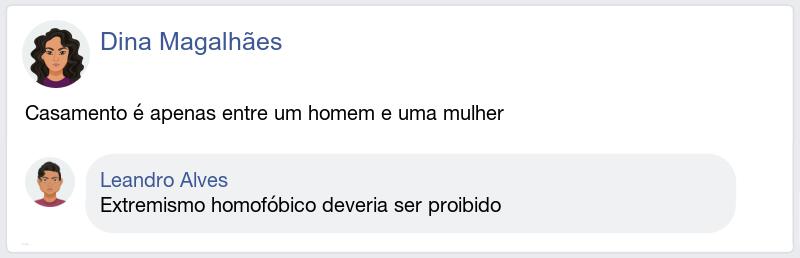 Dina Magalhães
Casamento é apenas entre um homem e uma mulher
Leandro Alves
Extremismo homofóbico deveria ser proibido